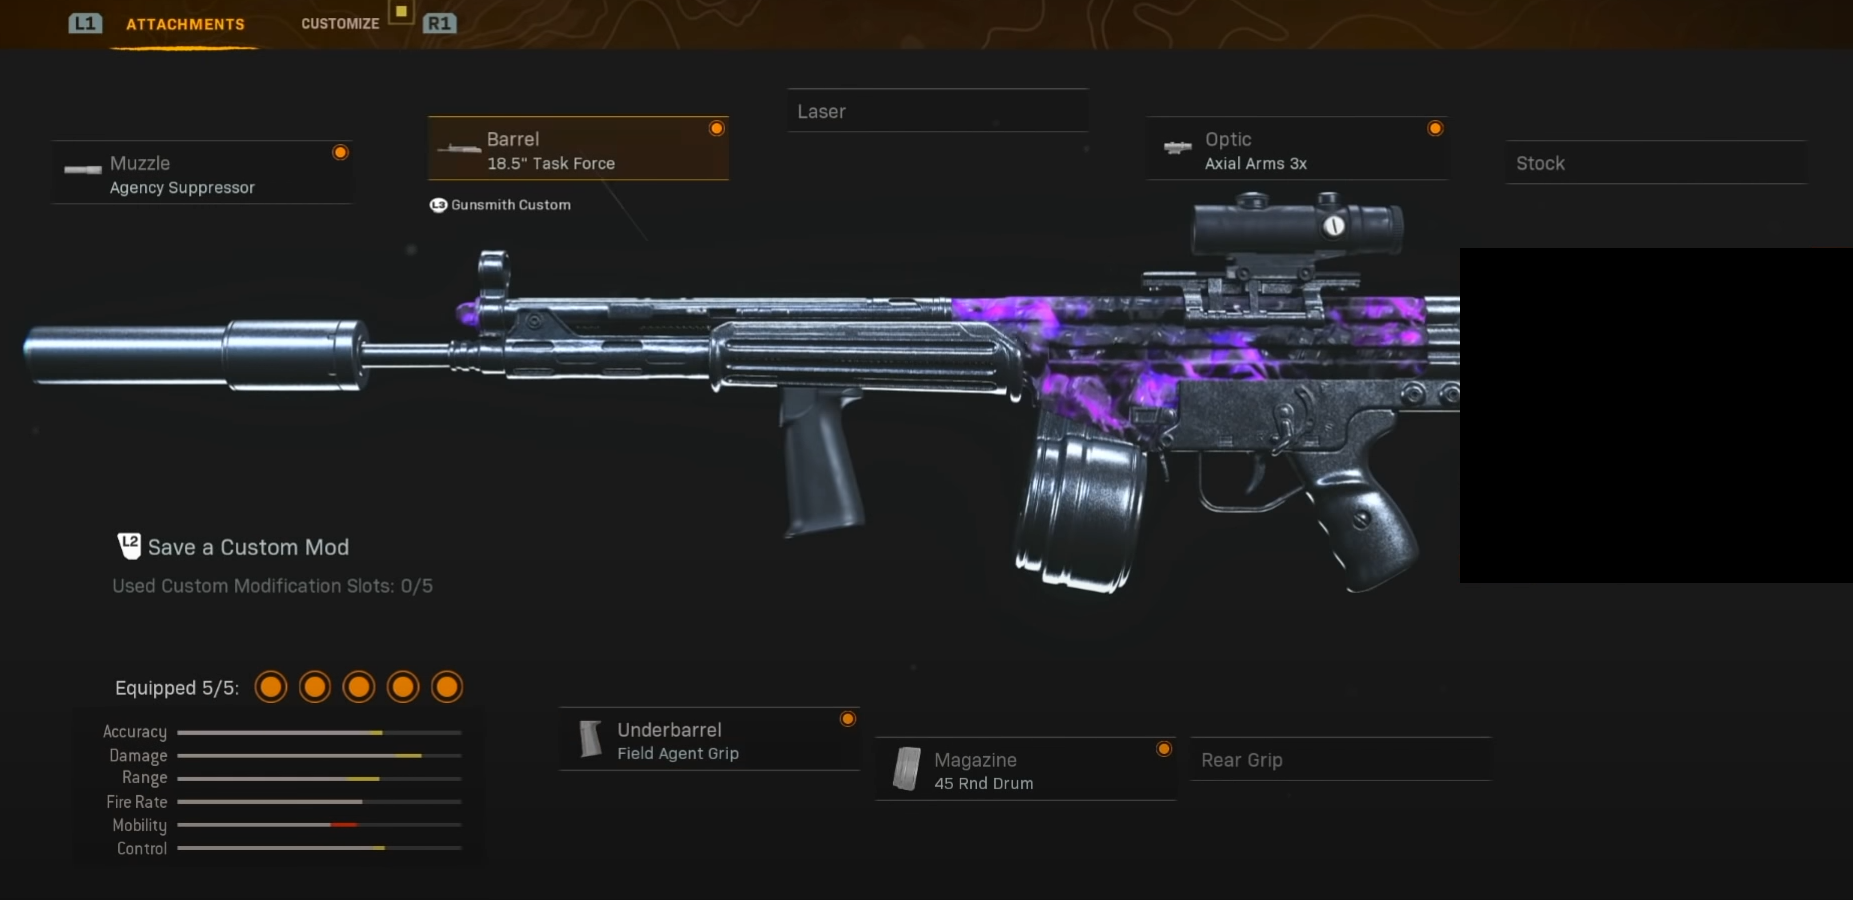 L1 ATTACHMENTS CUSTOMIZE R1
Laser
Barrel
18.5" Task Force
Optic
Axial Arms 3x
Muzzle
Agency Suppressor
Stock
L3 Gunsmith Custom
L2 Save a Custom Mod
Used Custom Modification Slots: 0/5
Equipped 5/5:
Accuracy
Damage
Range
Fire Rate
Mobility
Control
Underbarrel
Field Agent Grip
Magazine
45 Rnd Drum
Rear Grip